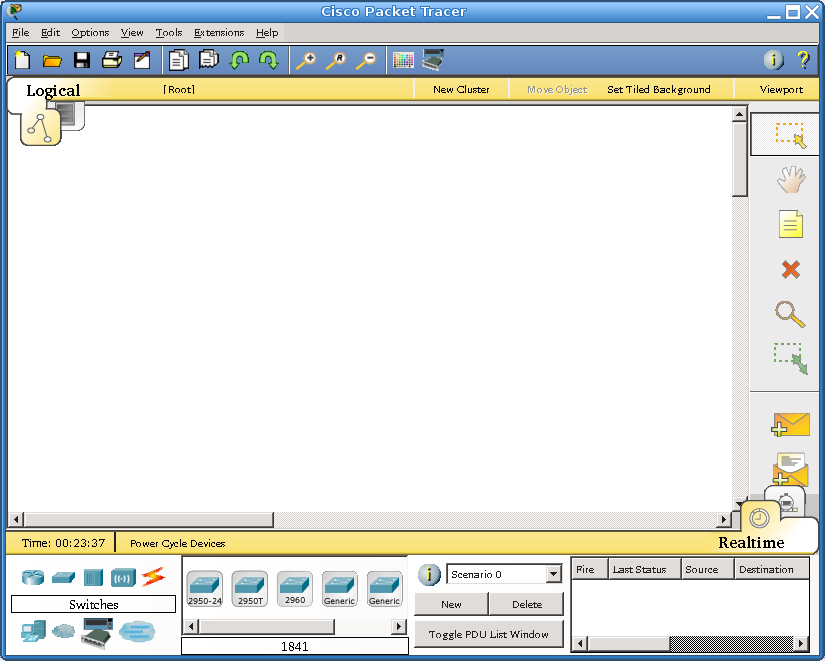 Cisco Packet Tracer
File Edit Options View Tools Extensions Help
R i ?
Logical [Root] New Cluster Move Object Set Tiled Background Viewport
Time: 00:23:37 Power Cycle Devices Realtime
Switches
2950-24 2950T 2960 Generic Generic
1841
i Scenario 0
New Delete
Toggle PDU List Window
Fire Last Status Source Destination